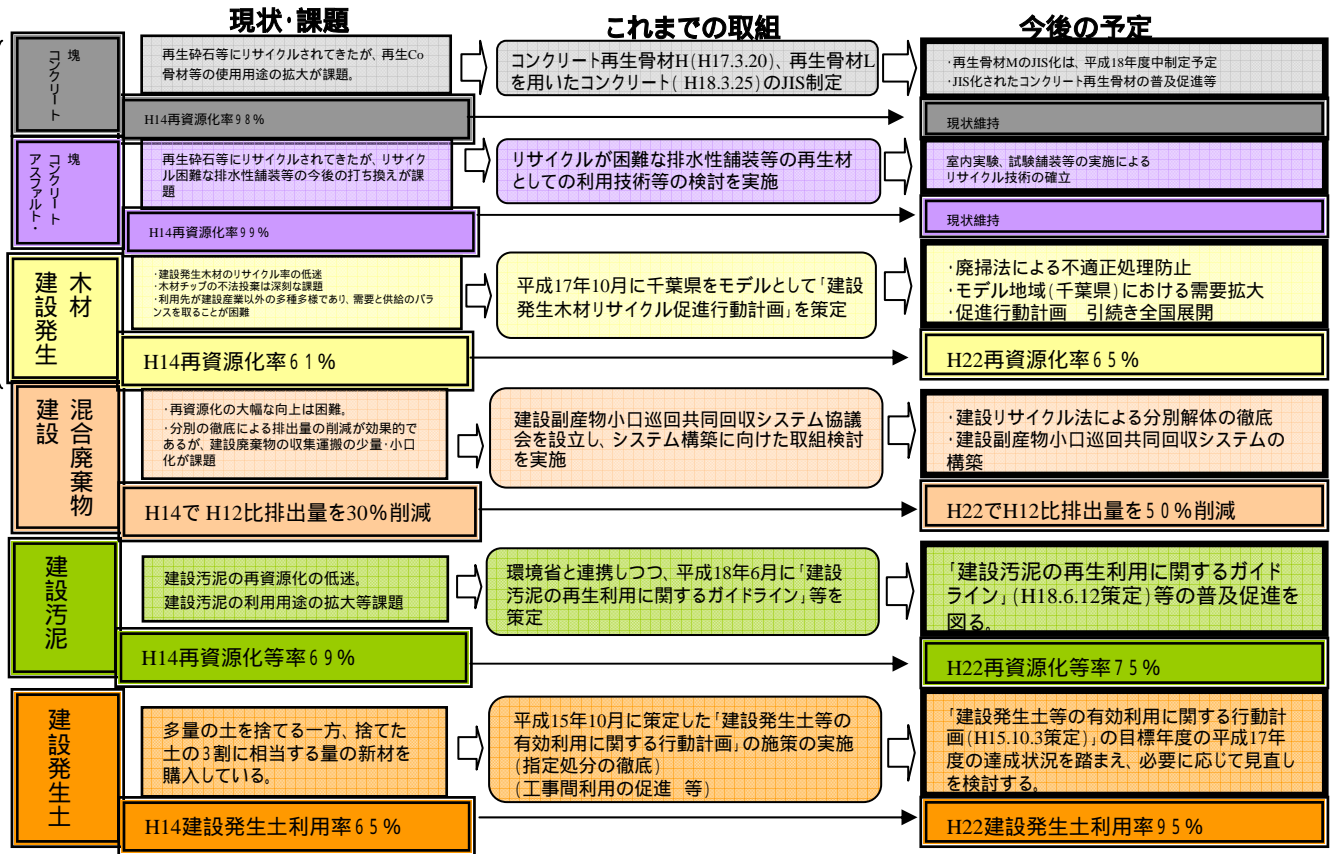 現状・課題
これまでの取組
今後の予定
コンクリート
塊
再生砕石等にリサイクルされてきたが、再生Co
骨材等の使用用途の拡大が課題。
コンクリート再生骨材H(H17.3.20)、再生骨材L
を用いたコンクリート(H18.3.25)のJIS制定
・再生骨材MのJIS化は、平成18年度中制定予定
・JIS化されたコンクリート再生骨材の普及促進等
H14再資源化率98%
現状維持
アスファルト・
コンクリート
塊
再生砕石等にリサイクルされてきたが、リサイク
ル困難な排水性舗装等の今後の打ち換えが課
題
リサイクルが困難な排水性舗装等の再生材
としての利用技術等の検討を実施
室内実験、試験舗装等の実施による
リサイクル技術の確立
H14再資源化率99%
現状維持
建設発生
木材
・建設発生木材のリサイクル率の低迷
・木材チップの不法投棄は深刻な課題
・利用先が建設産業以外の多種多様であり、需要と供給のバラ
ンスを取ることが困難
平成17年10月に千葉県をモデルとして「建設
発生木材リサイクル促進行動計画」を策定
・廃掃法による不適正処理防止
・モデル地域(千葉県)における需要拡大
・促進行動計画 引続き全国展開
H14再資源化率61%
H22再資源化率65%
建設
混合廃棄物
・再資源化の大幅な向上は困難。
・分別の徹底による排出量の削減が効果的で
あるが、建設廃棄物の収集運搬の少量・小口
化が課題
建設副産物小口巡回共同回収システム協議
会を設立し、システム構築に向けた取組検討
を実施
・建設リサイクル法による分別解体の徹底
・建設副産物小口巡回共同回収システムの
構築
H14で H12比排出量を30%削減
H22でH12比排出量を50%削減
建設汚泥
建設汚泥の再資源化の低迷。
建設汚泥の利用用途の拡大等課題
環境省と連携しつつ、平成18年6月に「建設
汚泥の再生利用に関するガイドライン」等を
策定
「建設汚泥の再生利用に関するガイド
ライン」(H18.6.12策定)等の普及促進を
図る。
H14再資源化等率69%
H22再資源化等率75%
建設発生土
多量の土を捨てる一方、捨てた
土の3割に相当する量の新材を
購入している。
平成15年10月に策定した「建設発生土等の
有効利用に関する行動計画」の施策の実施
(指定処分の徹底)
(工事間利用の促進 等)
「建設発生土等の有効利用に関する行動計
画(H15.10.3策定)」の目標年度の平成17年
度の達成状況を踏まえ、必要に応じて見直し
を検討する。
H14建設発生土利用率65%
H22建設発生土利用率95%